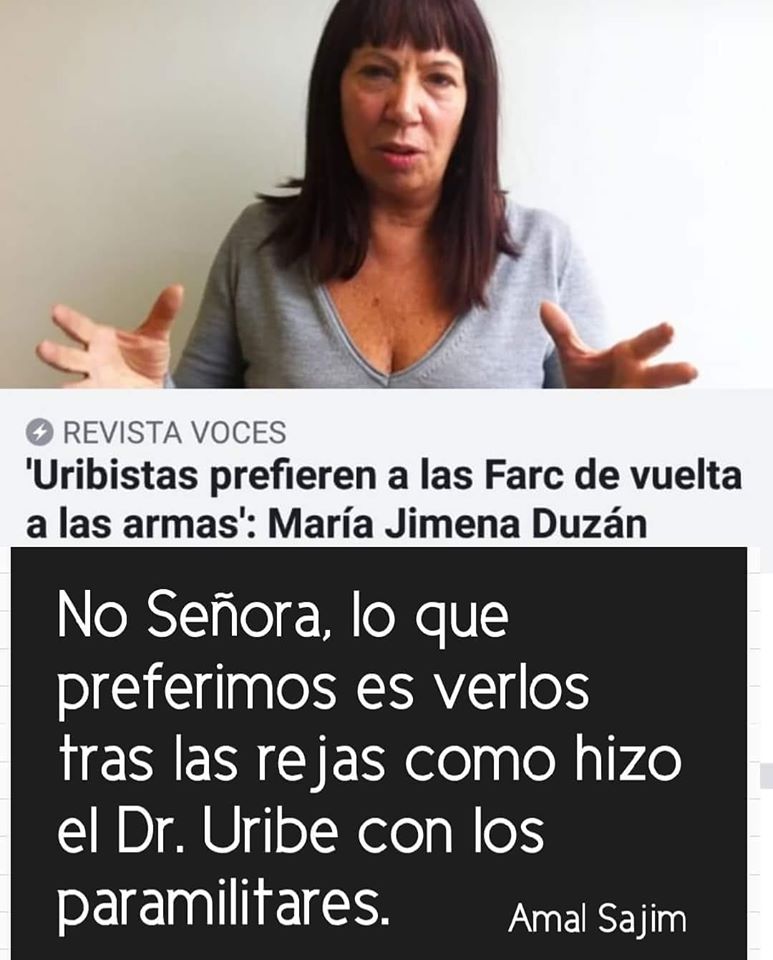 REVISTA VOCES
'Uribistas prefieren a las Farc de vuelta
a las armas': María Jimena Duzán
No Señora, lo que
preferimos es verlos
tras las rejas como hizo
el Dr. Uribe con los
paramilitares.
Amal Sajim